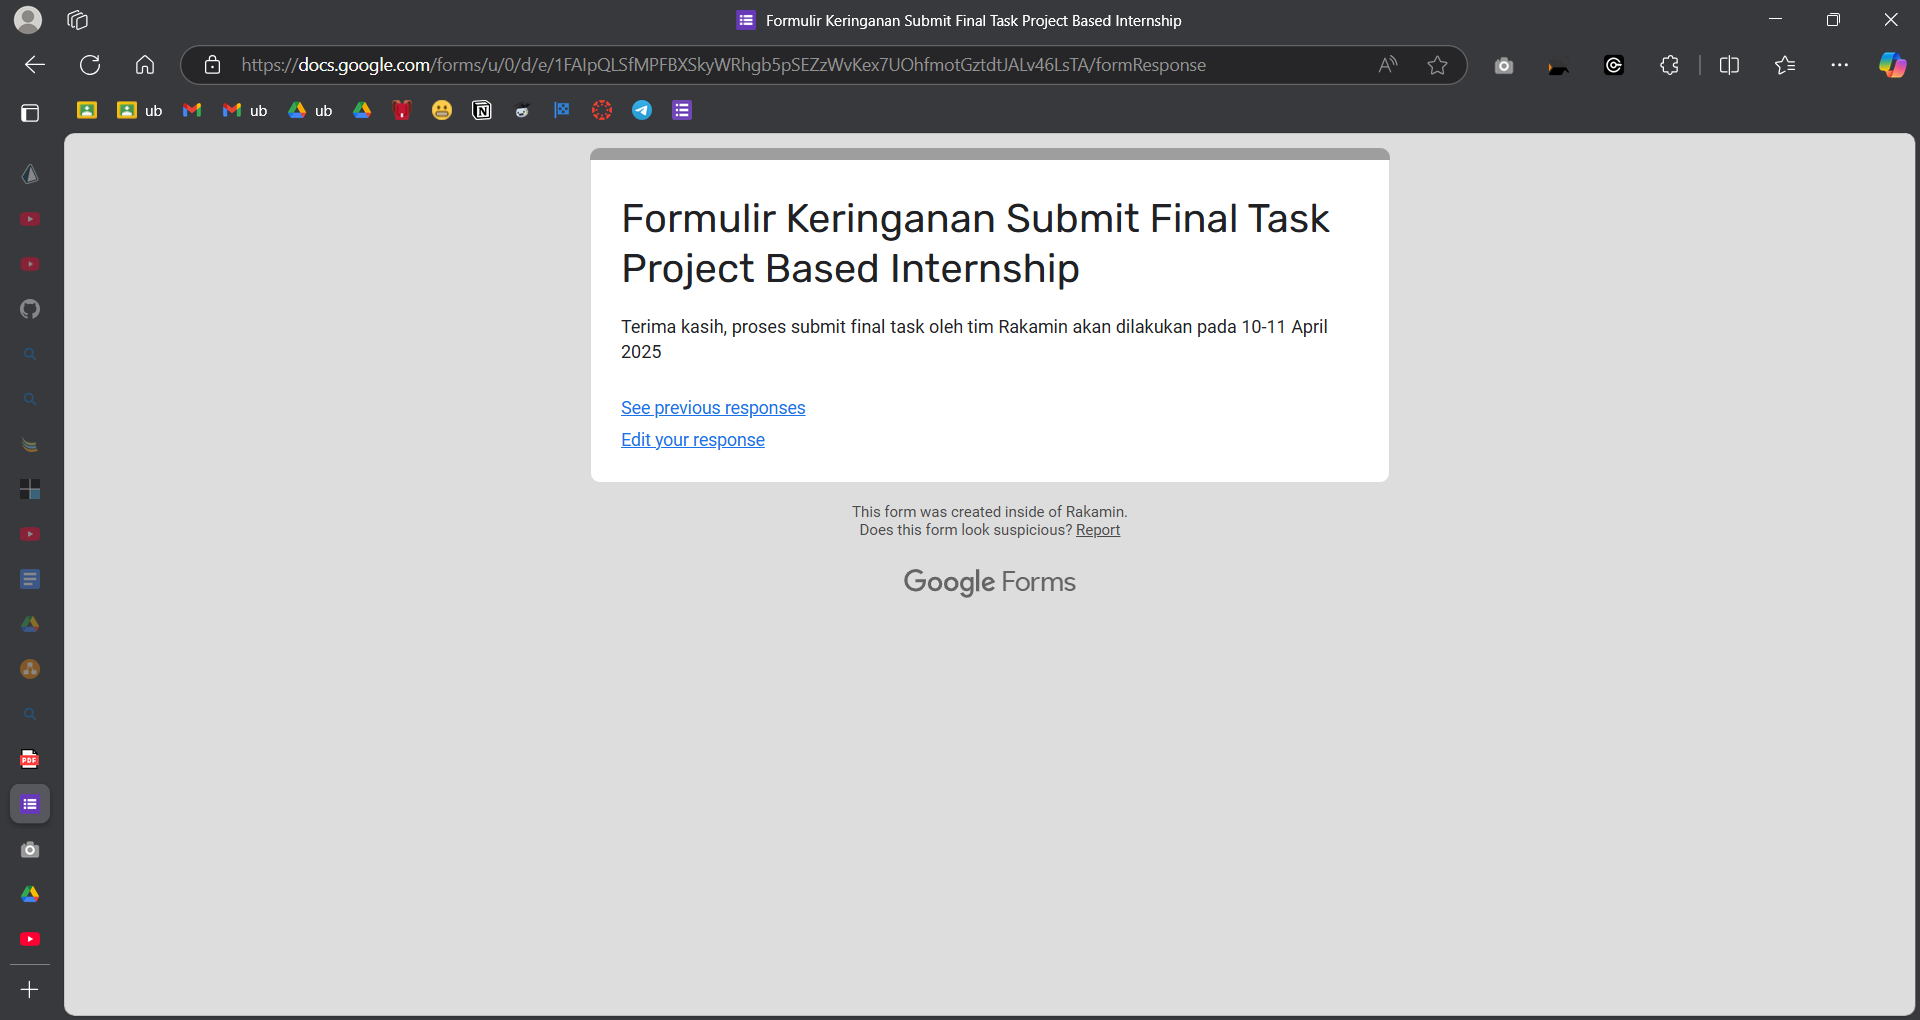 Formulir Keringanan Submit Final Task Project Based Internship
https://docs.google.com/forms/u/0/d/e/1FAIpQLSfMPFBXSkyWRhgb5pSEZzWvKex7UOhfmotGztdtJALv46LsTA/formResponse
ub
ub
ub
Formulir Keringanan Submit Final Task
Project Based Internship
Terima kasih, proses submit final task oleh tim Rakamin akan dilakukan pada 10-11 April
2025
See previous responses
Edit your response
This form was created inside of Rakamin.
Does this form look suspicious? Report
Google Forms
PDF